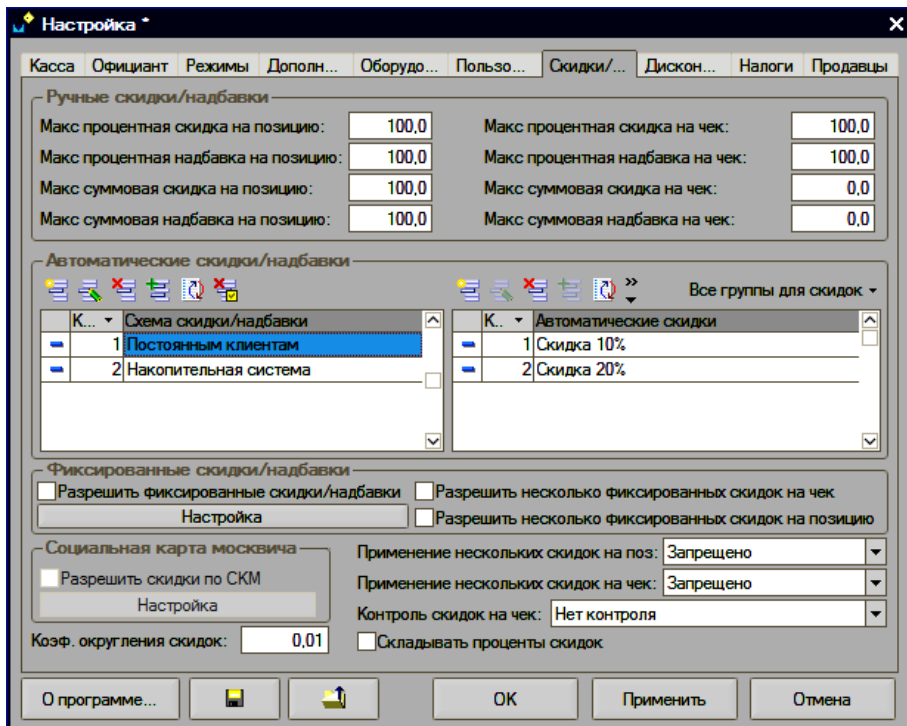 Настройка *
Касса Официант Режимы Дополн... Оборудо... Пользо... Скидки/... Дискон... Налоги Продавцы
Ручные скидки/надбавки
Макс процентная скидка на позицию: 100,0 Макс процентная скидка на чек: 100,0
Макс процентная надбавка на позицию: 100,0 Макс процентная надбавка на чек: 100,0
Макс суммовая скидка на позицию: 100,0 Макс суммовая скидка на чек: 0,0
Макс суммовая надбавка на позицию: 100,0 Макс суммовая надбавка на чек: 0,0
Автоматические скидки/надбавки
Все группы для скидок
К... Схема скидки/надбавки К.. Автоматические скидки
1 Постоянным клиентам 1 Скидка 10%
2 Накопительная система 2 Скидка 20%
Фиксированные скидки/надбавки
Разрешить фиксированные скидки/надбавки Разрешить несколько фиксированных скидок на чек
Настройка Разрешить несколько фиксированных скидок на позицию
Социальная карта москвича Применение нескольких скидок на поз: Запрещено
Разрешить скидки по СКМ Применение нескольких скидок на чек: Запрещено
Настройка Контроль скидок на чек: Нет контроля
Коэф. округления скидок: 0,01 Складывать проценты скидок
О программе... OK Применить Отмена